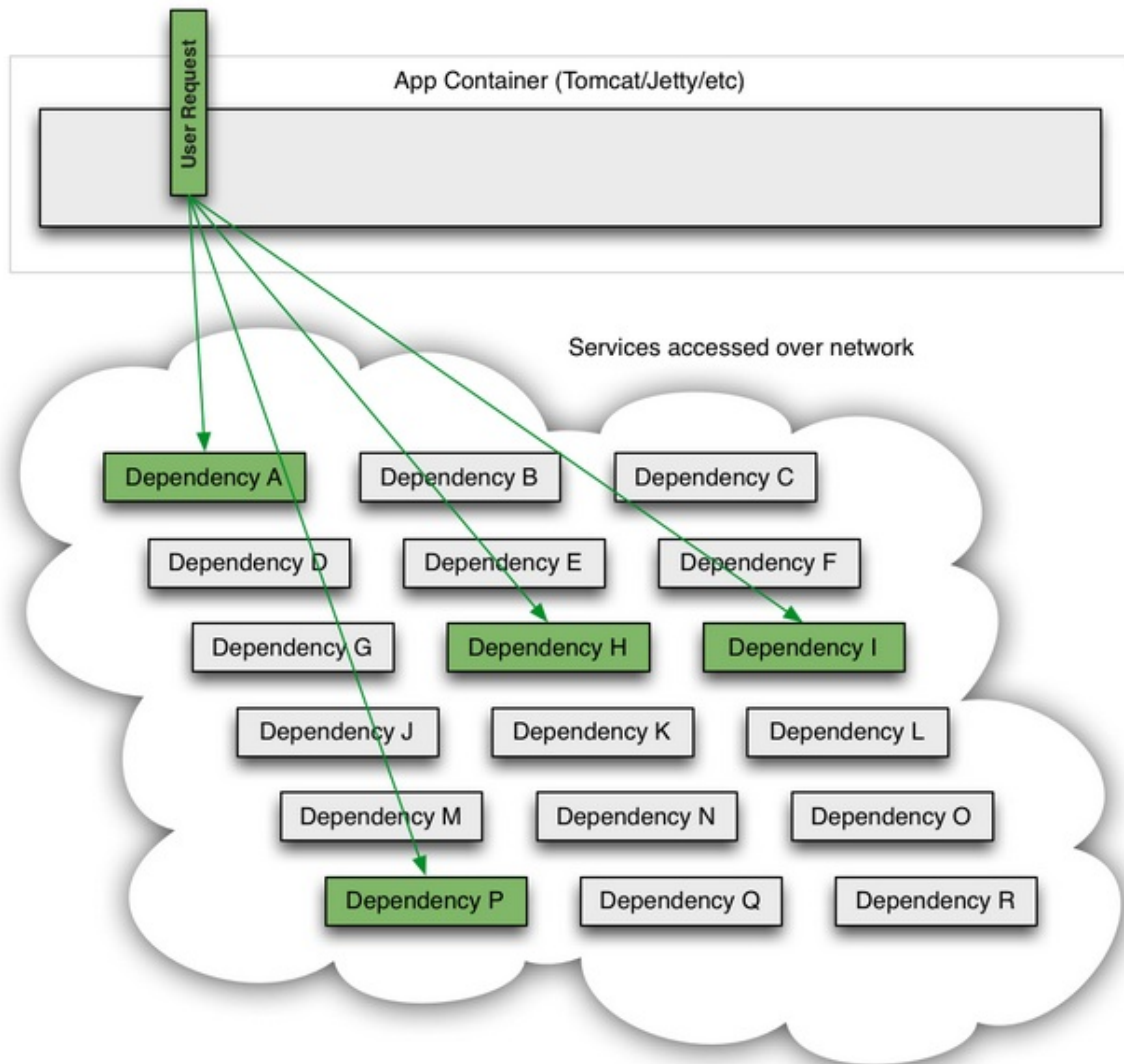 User Request
App Container (Tomcat/Jetty/etc)
Services accessed over network
Dependency A
Dependency B
Dependency C
Dependency D
Dependency E
Dependency F
Dependency G
Dependency H
Dependency I
Dependency J
Dependency K
Dependency L
Dependency M
Dependency N
Dependency O
Dependency P
Dependency Q
Dependency R